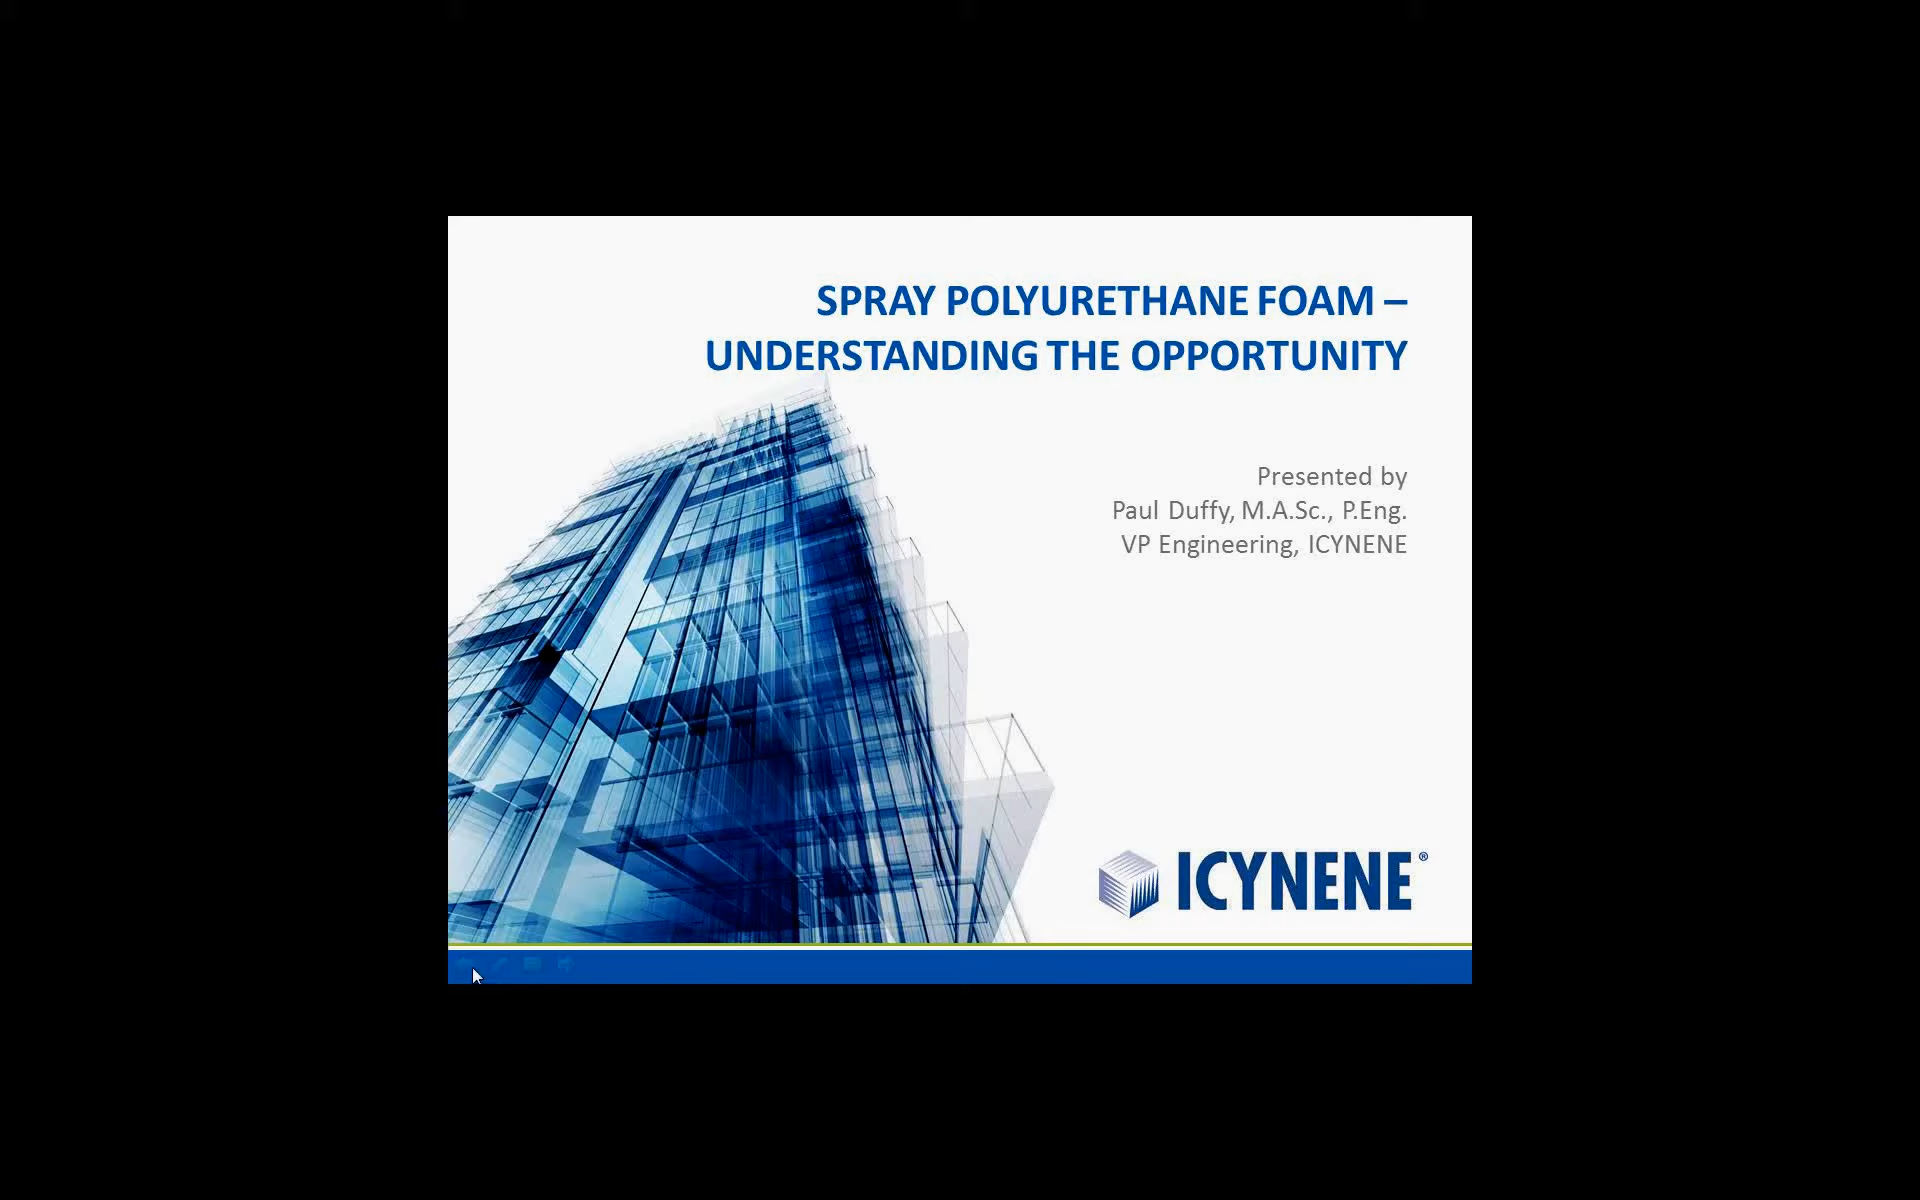 SPRAY POLYURETHANE FOAM –
UNDERSTANDING THE OPPORTUNITY
Presented by
Paul Duffy, M.A.Sc., P.Eng.
VP Engineering, ICYNENE
ICYNENE®